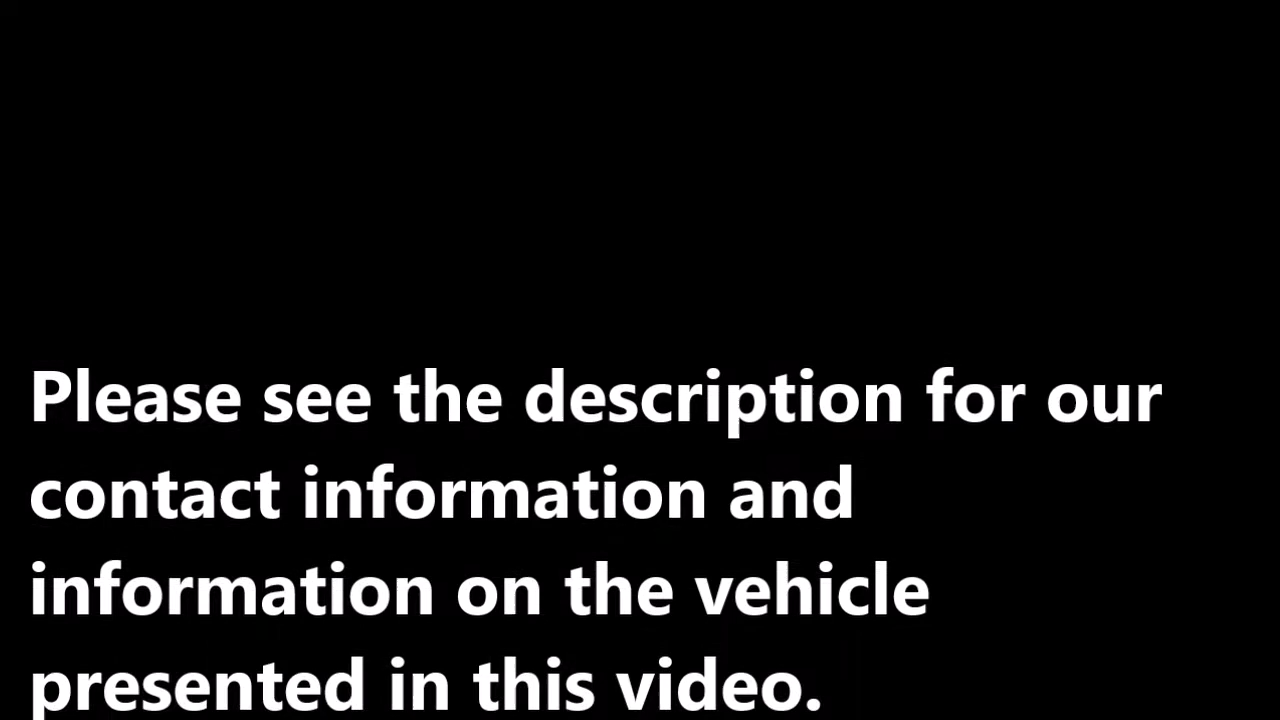 Please see the description for our
contact information and
information on the vehicle
presented in this video.